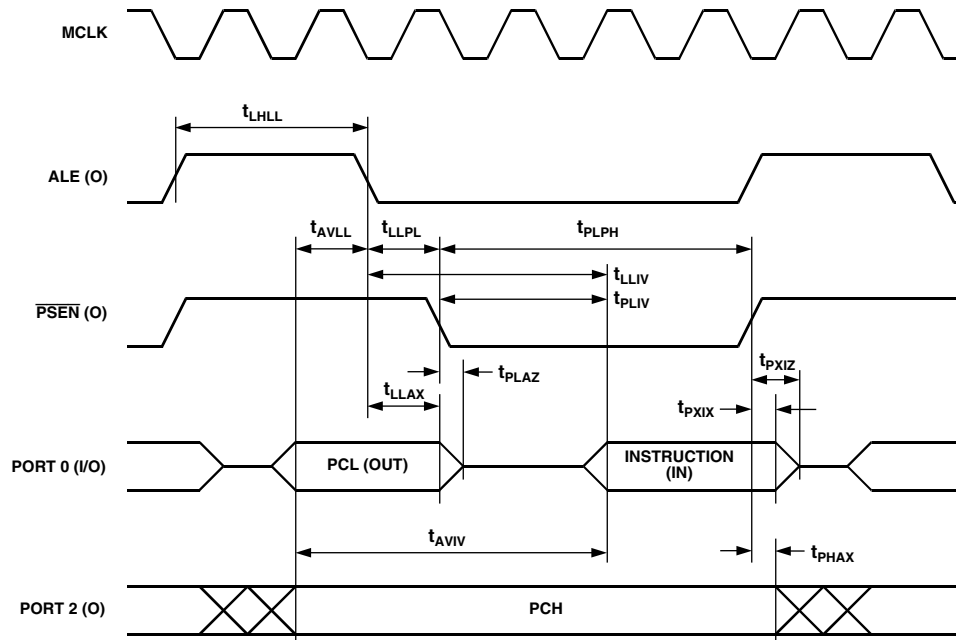 MCLK
tLHLL
ALE (O)
tAVLL
tLLPL
tPLPH
tLLIV
tPLIV
PSEN (O)
tPXIZ
tPLAZ
tLLAX
tPXIX
PORT 0 (I/O)
PCL (OUT)
INSTRUCTION
(IN)
tAVIV
tPHAX
PORT 2 (O)
PCH